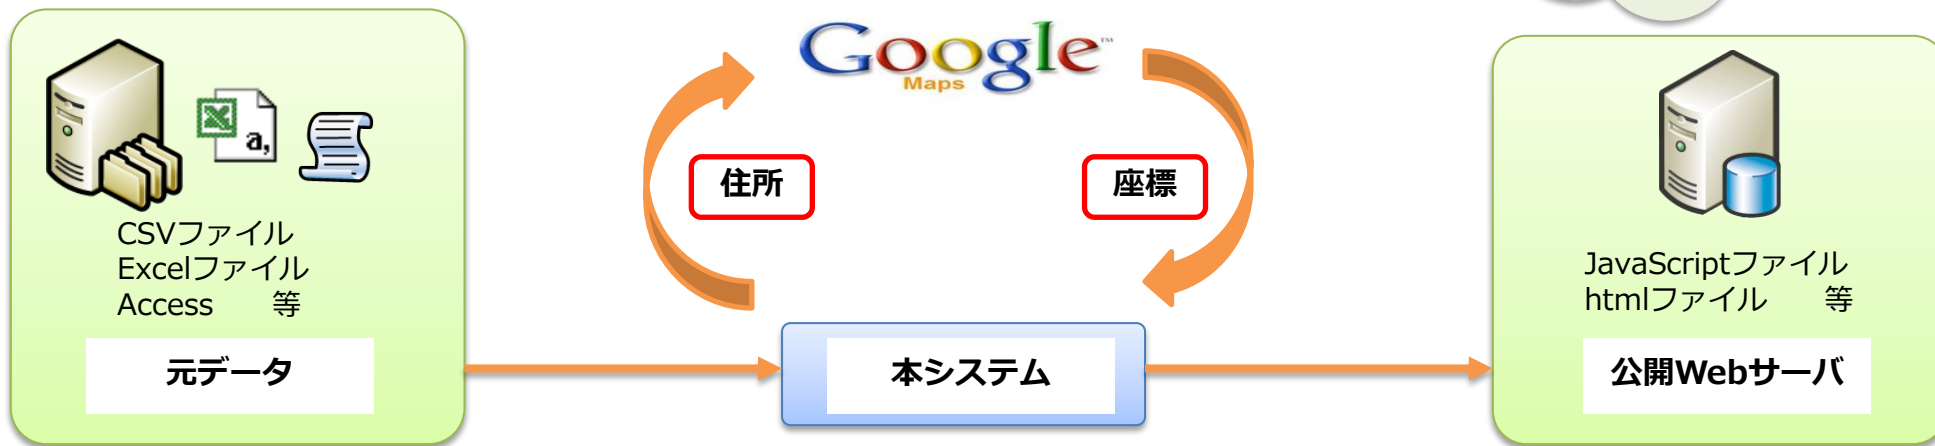 Google™
Maps
住所
座標
a,
CSVファイル
Excelファイル
Access 等
元データ
本システム
JavaScriptファイル
htmlファイル 等
公開Webサーバ